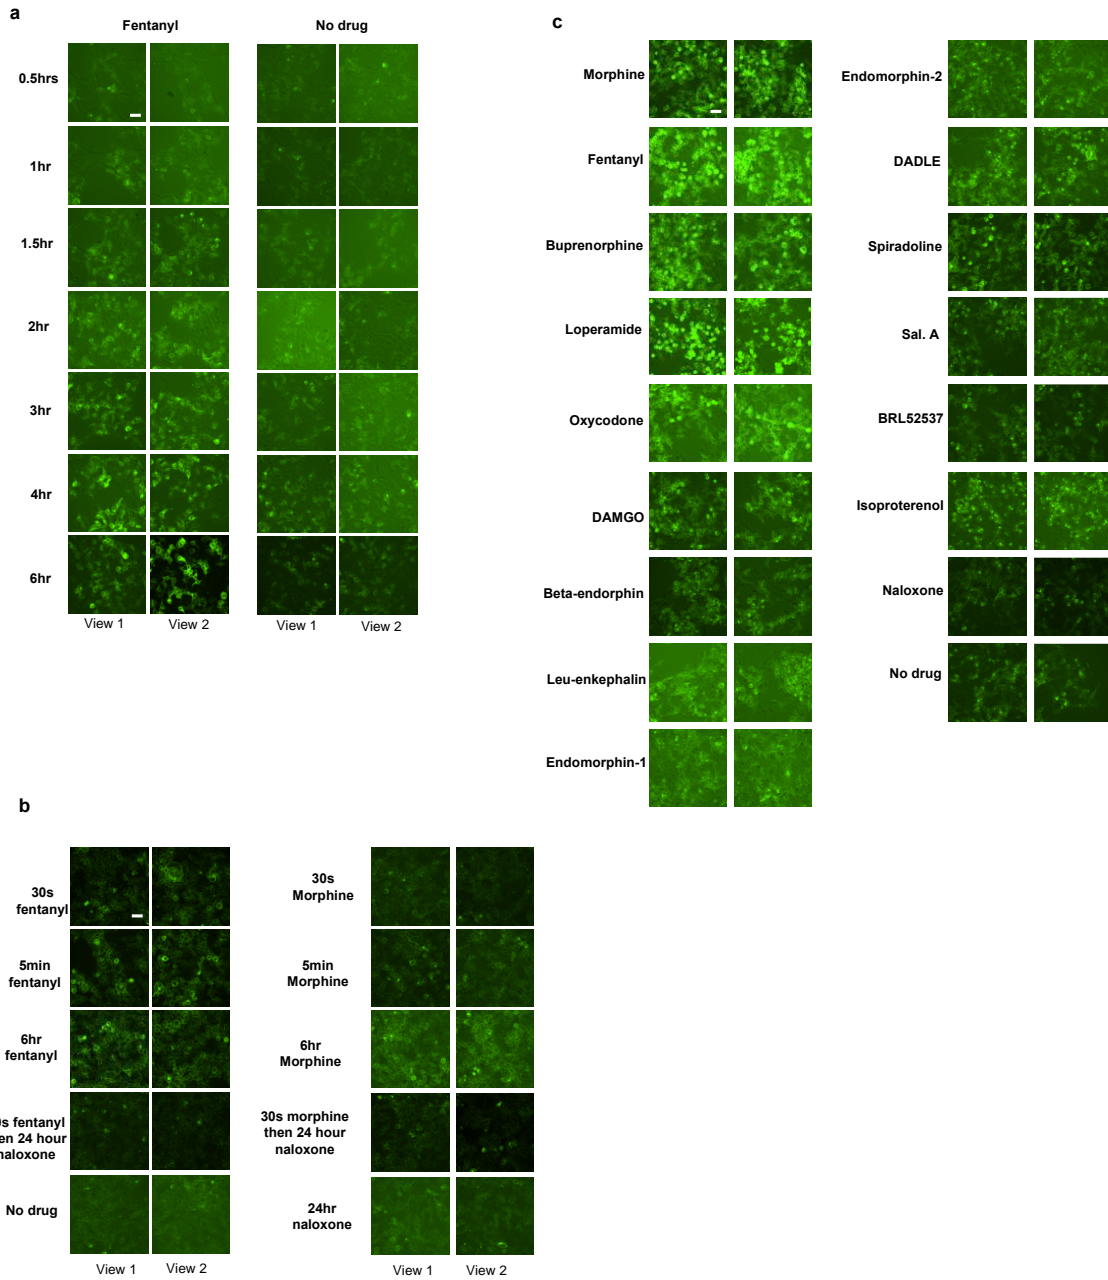 a
Fentanyl
No drug
0.5hrs
1hr
1.5hr
2hr
3hr
4hr
6hr
View 1
View 2
View 1
View 2
c
Morphine
Fentanyl
Buprenorphine
Loperamide
Oxycodone
DAMGO
Beta-endorphin
Leu-enkephalin
Endomorphin-1
Endomorphin-2
DADLE
Spiradoline
Sal. A
BRL52537
Isoproterenol
Naloxone
No drug
b
30s
fentanyl
5min
fentanyl
6hr
fentanyl
fentanyl
24 hour
No drug
View 1
View 2
30s
Morphine
5min
Morphine
6hr
Morphine
30s morphine
then 24 hour
naloxone
24hr
naloxone
View 1
View 2